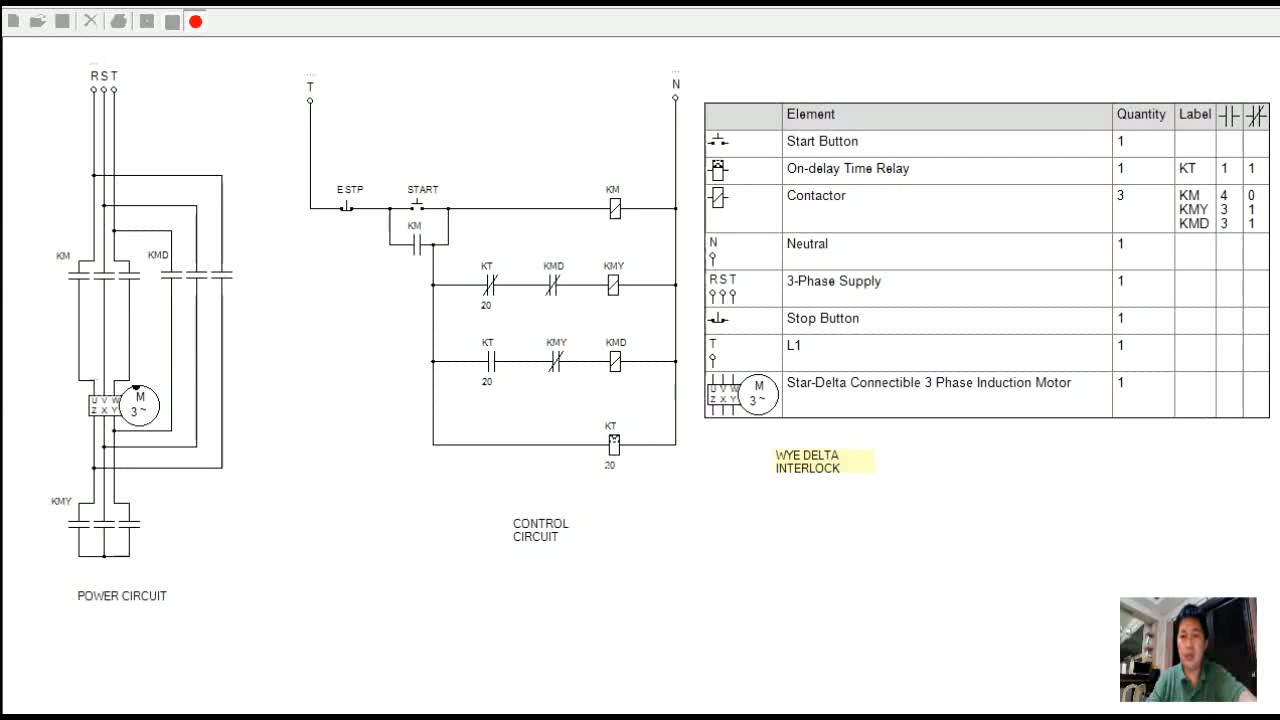 R S T
KM
KMD
U V W
Z X Y
M
3 ~
KMY
POWER CIRCUIT
T
N
ESTP
START
KM
KM
KT
KMD
KMY
20
KT
KMY
KMD
20
KT
20
CONTROL
CIRCUIT
Element Quantity Label
Start Button 1
On-delay Time Relay 1 KT 1 1
Contactor 3 KM 4 0
KMY 3 1
KMD 3 1
N Neutral 1
R S T 3-Phase Supply 1
Stop Button 1
T L1 1
U V W
Z X Y
M
3 ~
Star-Delta Connectible 3 Phase Induction Motor 1
WYE DELTA
INTERLOCK